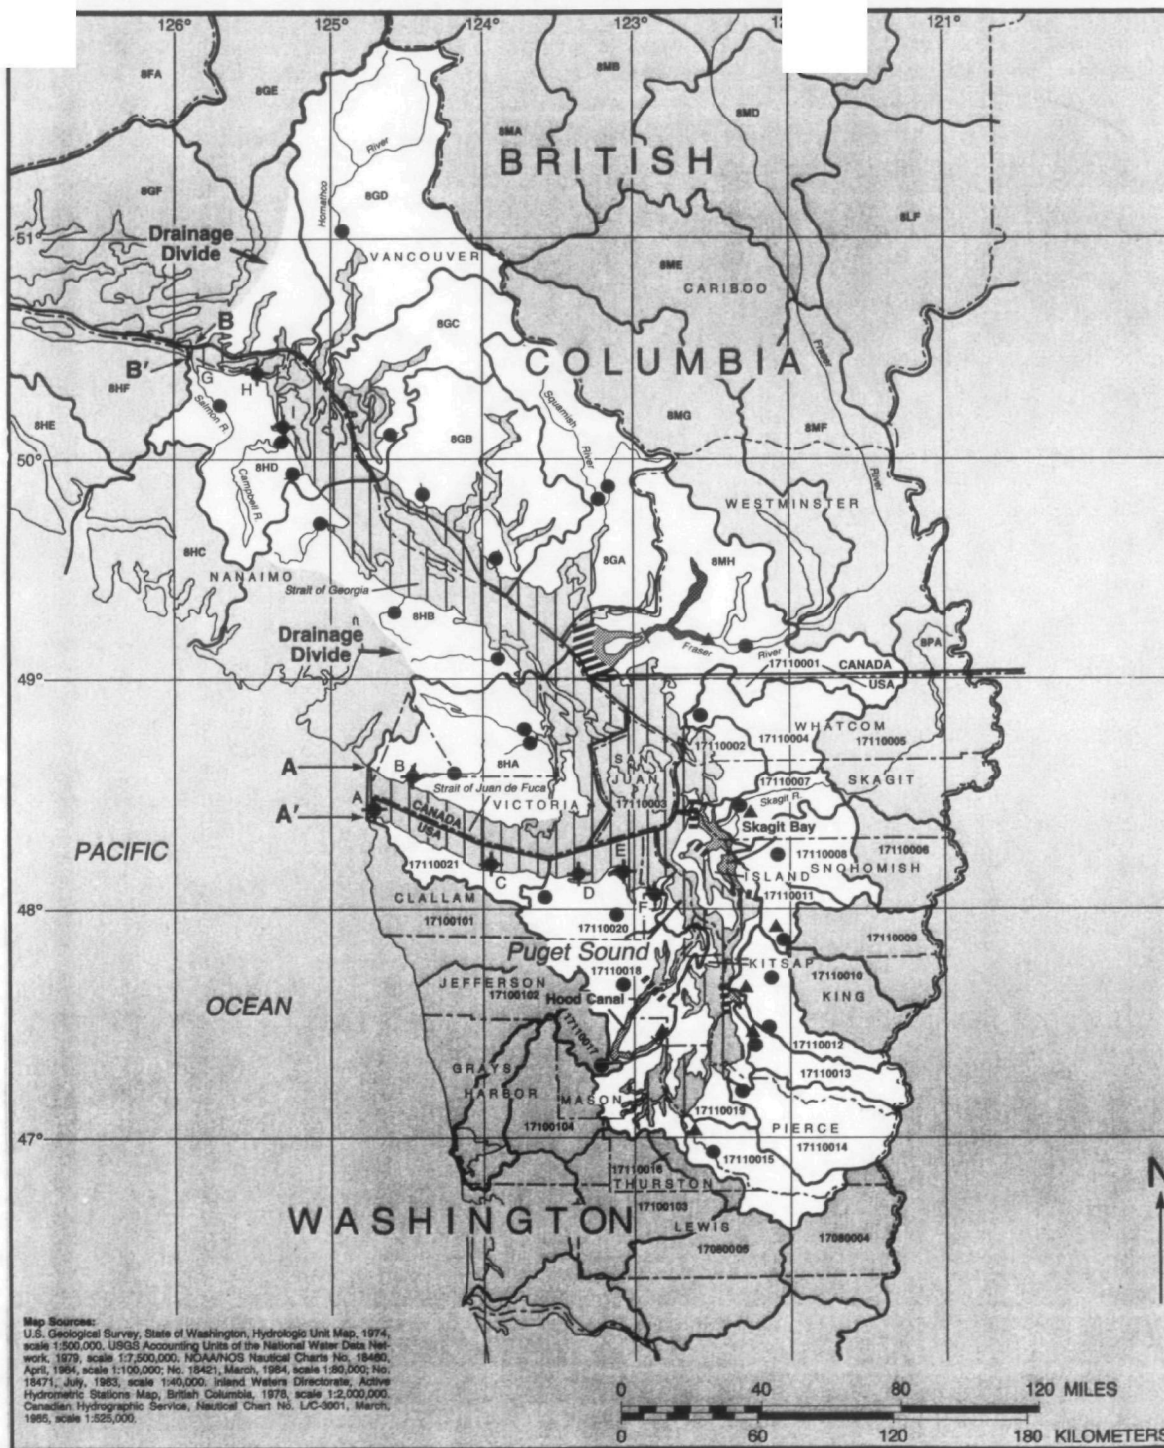 126°
125°
124°
123°
121°
8FA
8GE
8MB
8MD
8MA
BRITISH
River
8GF
Homathco
8GD
8LF
51°
Drainage
Divide
VANCOUVER
8ME
CARIBOO
B
8GC
Fraser
COLUMBIA
B'
8HF
G
H
Salmon R.
Squamish
8MG
8MF
8HE
I
8GB
River
50°
8HD
River
Campbell R.
WESTMINSTER
8HC
8GA
8MH
NANAIMO
Strait of Georgia
8HB
Drainage
Divide
Fraser
River
8PA
17110001
CANADA
USA
49°
WHATCOM
17110002
17110004
17110005
A
B
8HA
SAN
JUAN
17110007
SKAGIT
Strait of Juan de Fuca
A
CANADA
USA
VICTORIA
17110003
Skagit R.
A'
Skagit Bay
PACIFIC
17110021
E
17110008
17110006
C
D
ISLAND
SNOHOMISH
CLALLAM
17110011
48°
17100101
F
17110020
17110009
Puget Sound
KITSAP
17110018
17110010
JEFFERSON
17100102
KING
OCEAN
Hood Canal
17110017
17110012
GRAYS
HARBOR
17110013
MASON
17110019
17100104
PIERCE
47°
17110014
17110015
17110016
THURSTON
17100103
WASHINGTON
LEWIS
17080004
17080005
N
Map Sources:
U.S. Geological Survey, State of Washington, Hydrologic Unit Map, 1974,
scale 1:500,000. USGS Accounting Units of the National Water Data Net-
work, 1979, scale 1:7,500,000. NOAA/NOS Nautical Charts No. 18460,
April, 1984, scale 1:100,000; No. 18421, March, 1984, scale 1:80,000; No.
18471, July, 1983, scale 1:40,000. Inland Waters Directorate, Active
Hydrometric Stations Map, British Columbia, 1978, scale 1:2,000,000.
Canadian Hydrographic Service, Nautical Chart No. L/C-3001, March,
1985, scale 1:525,000.
0 40 80 120 MILES
0 60 120 180 KILOMETERS